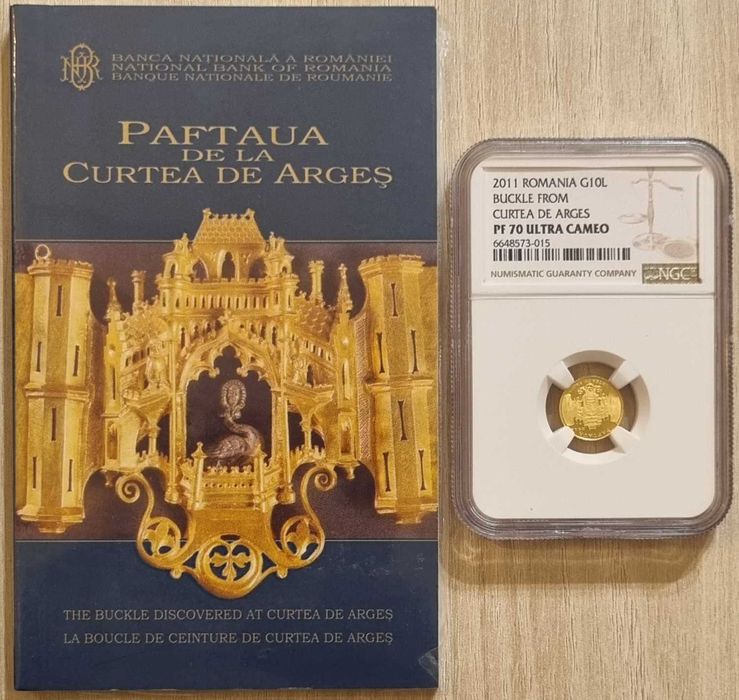 BANCA NAȚIONALĂ A ROMÂNIEI
NATIONAL BANK OF ROMANIA
BANQUE NATIONALE DE ROUMANIE
PAFTAUA
DE LA
CURTEA DE ARGEȘ
THE BUCKLE DISCOVERED AT CURTEA DE ARGEȘ
LA BOUCLE DE CEINTURE DE CURTEA DE ARGEȘ
2011 ROMANIA G10L
BUCKLE FROM
CURTEA DE ARGES
PF 70 ULTRA CAMEO
6648573-015
NUMISMATIC GUARANTY COMPANY
NGC